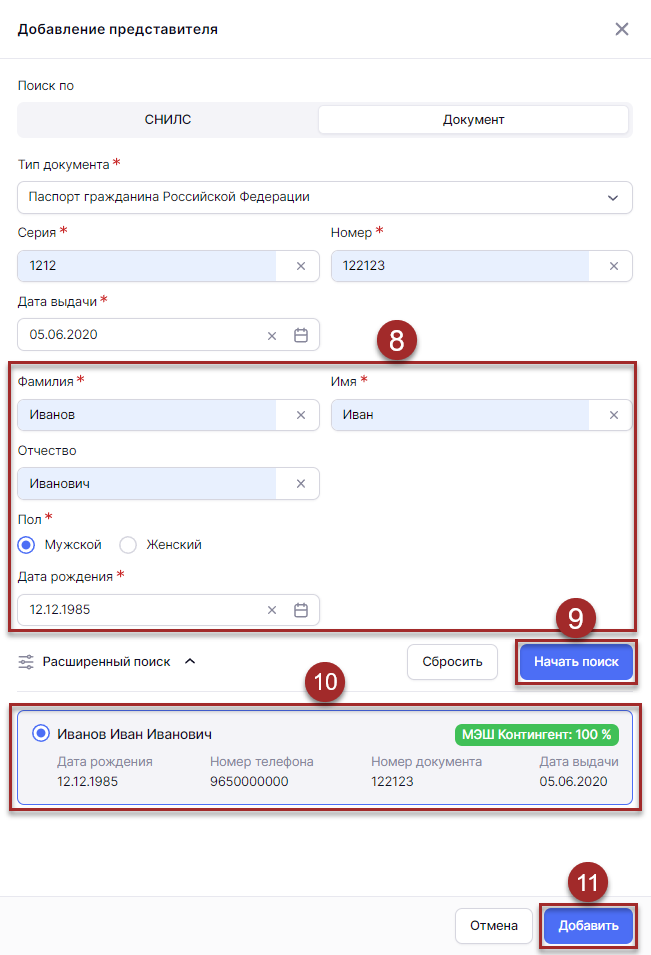 Добавление представителя
Поиск по
СНИЛС Документ
Тип документа *
Паспорт гражданина Российской Федерации
Серия * Номер *
1212 122123
Дата выдачи *
05.06.2020
8
Фамилия * Имя *
Иванов Иван
Отчество
Иванович
Пол *
Мужской Женский
Дата рождения *
12.12.1985
9
Расширенный поиск Сбросить Начать поиск
10
Иванов Иван Иванович МЭШ Контингент: 100 %
Дата рождения Номер телефона Номер документа Дата выдачи
12.12.1985 9650000000 122123 05.06.2020
11
Отмена Добавить